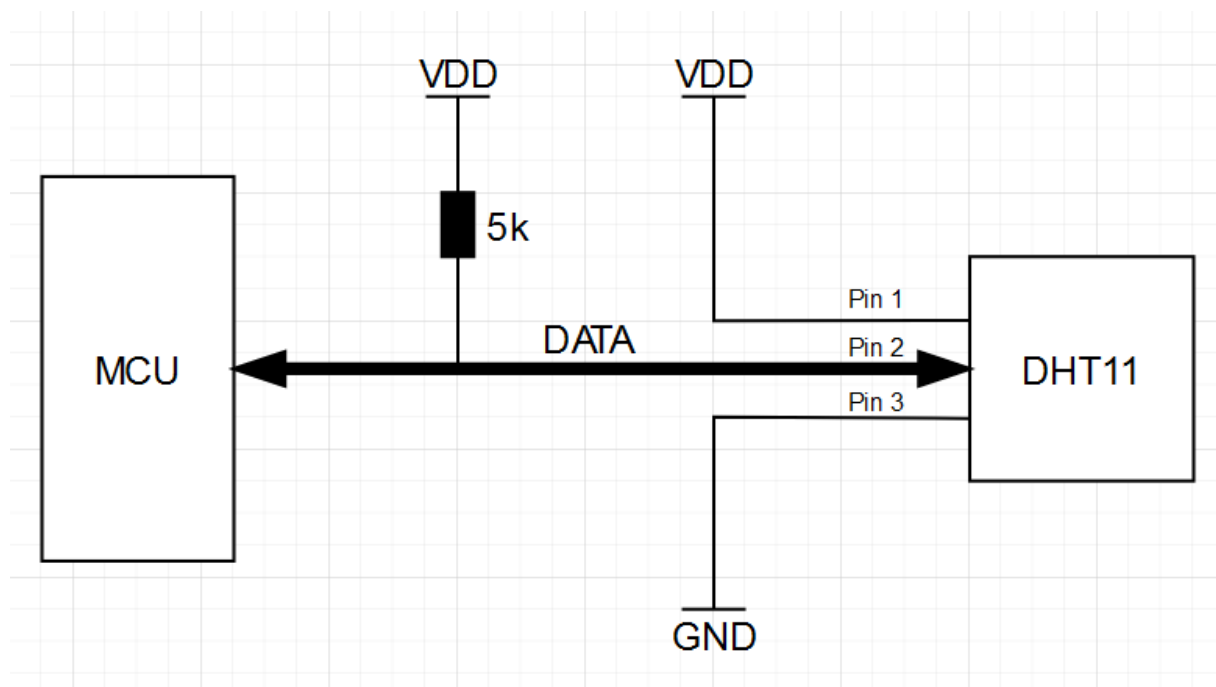 VDD
VDD
5k
Pin 1
DATA
Pin 2
MCU
DHT11
Pin 3
GND